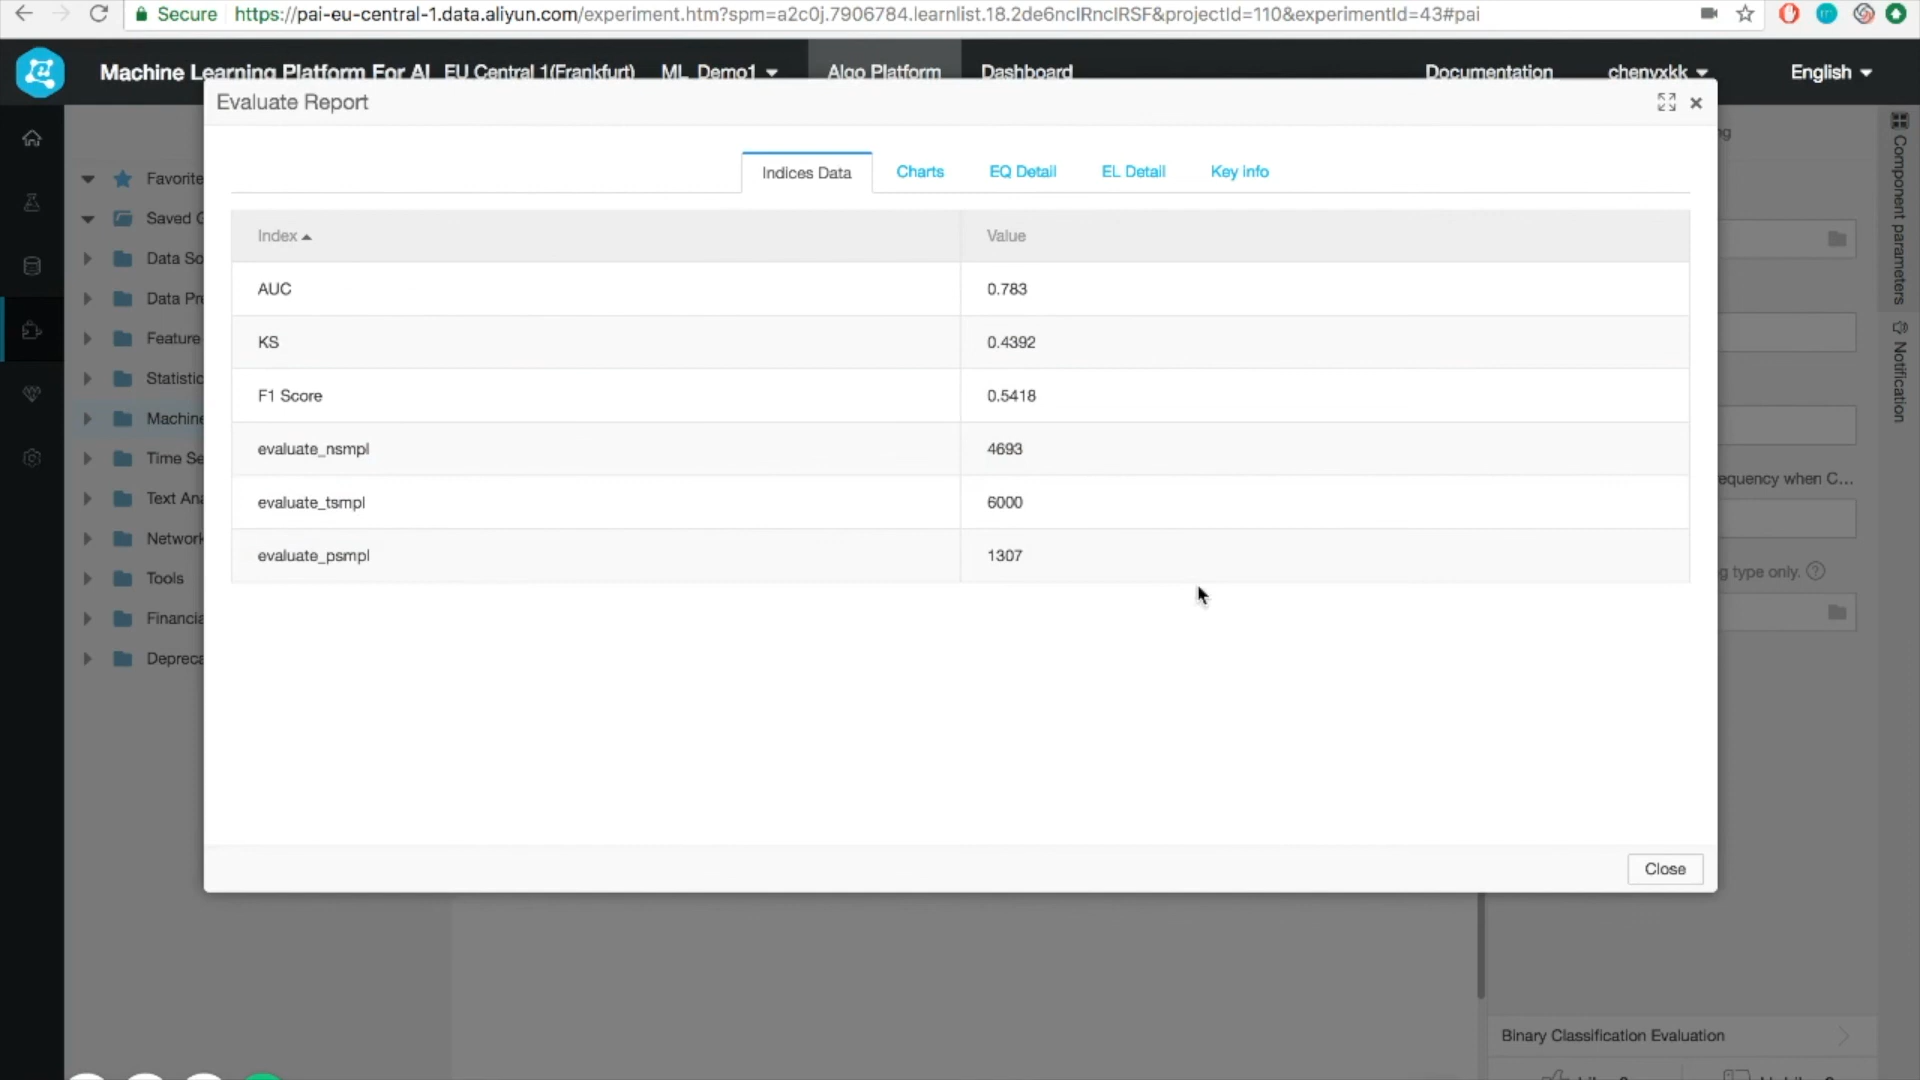 Secure https://pai-eu-central-1.data.aliyun.com/experiment.htm?spm=a2c0j.7906784.learnlist.18.2de6nclRnclRSF&projectId=110&experimentId=43#pai
Machine Learning Platform For AI EU Central 1(Frankfurt) ML_Demo1 Algo Platform Dashboard Documentation chenyxkk English
Evaluate Report
Indices Data Charts EQ Detail EL Detail Key info
Index Value
AUC 0.783
KS 0.4392
F1 Score 0.5418
evaluate_nsmpl 4693
evaluate_tsmpl 6000
evaluate_psmpl 1307
Close
Favorite
Saved
Data So
Data Pre
Feature
Statistic
Machine
Time Se
Text Ana
Network
Tools
Financia
Depreca
equency when C...
g type only.
Component parameters
Notification
Binary Classification Evaluation